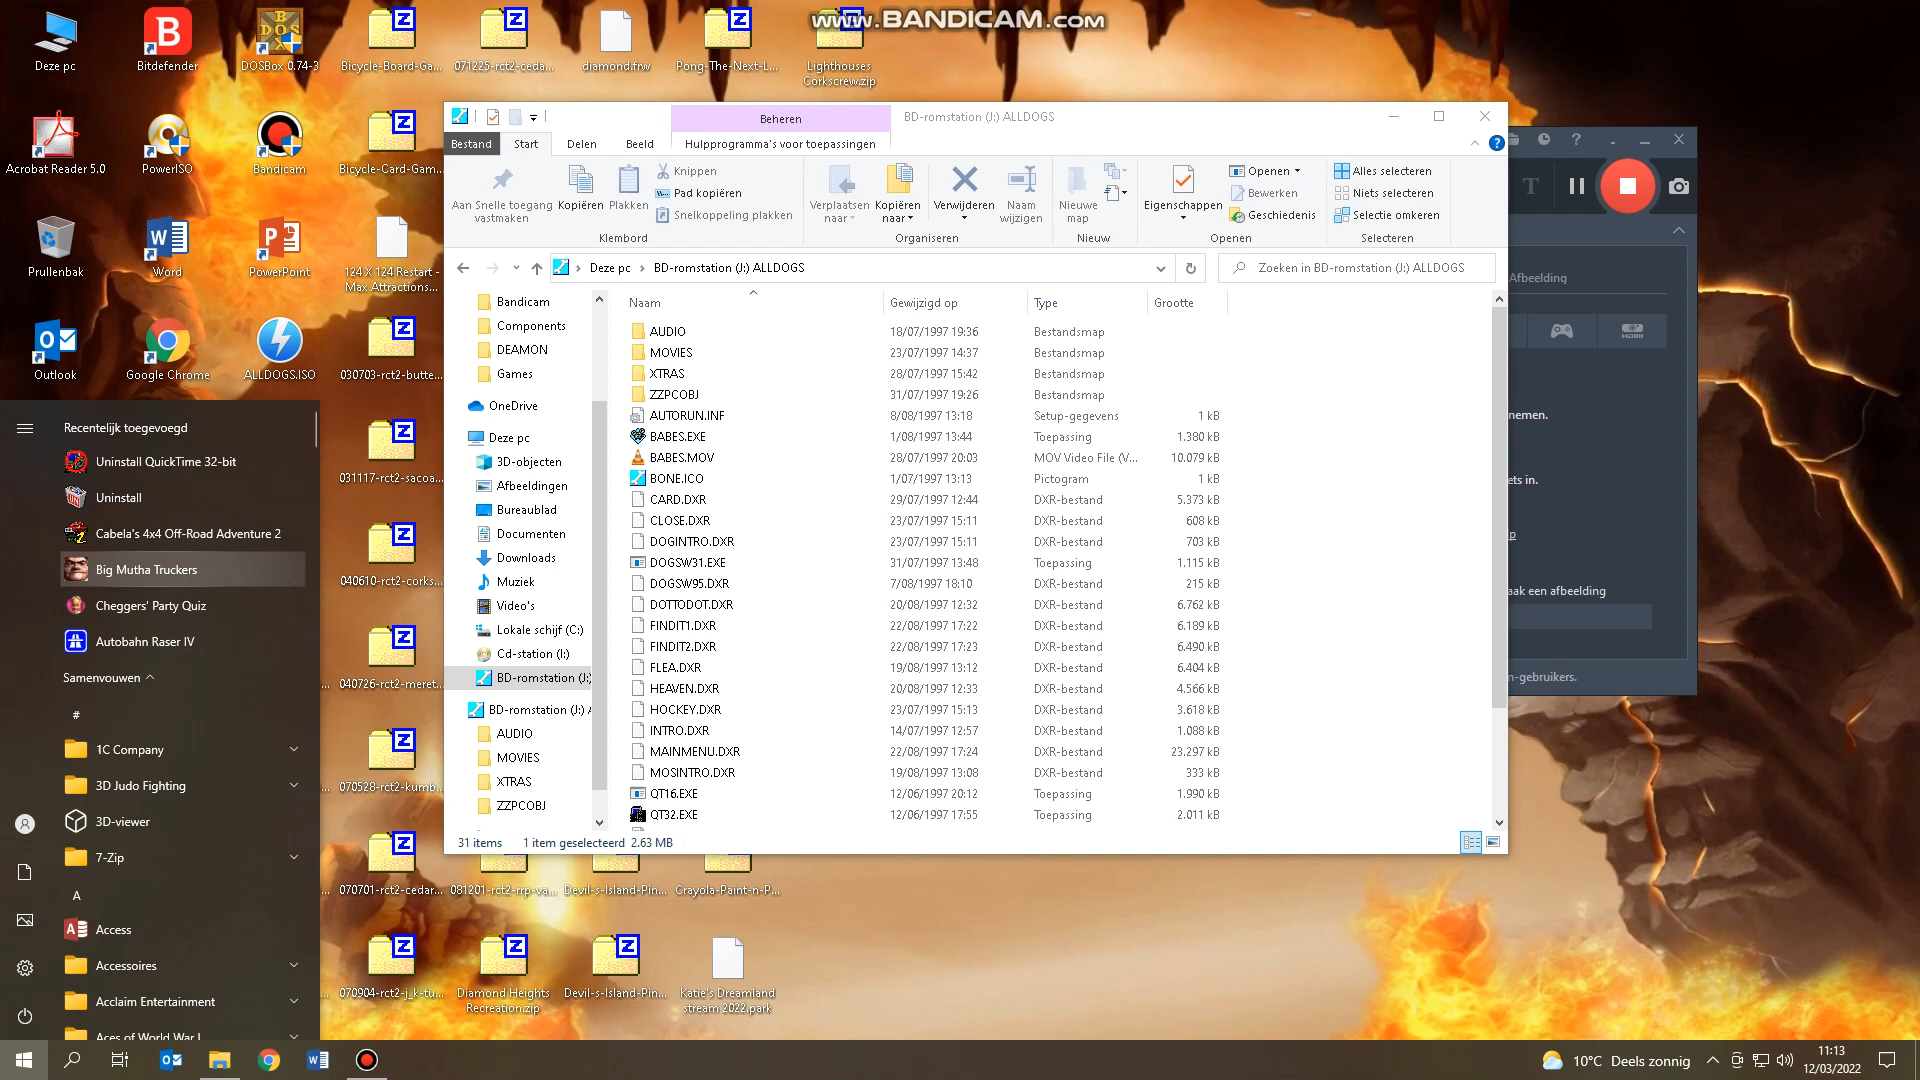 www.BANDICAM.com
Deze pc
Bitdefender
DOSBox 0.74-3
Bicycle-Board-Ga...
071225-rct2-ceda...
diamond.frw
Pong-The-Next-L...
Lighthouses
Corkscrew.zip
Acrobat Reader 5.0
PowerISO
Bandicam
Bicycle-Card-Gam...
Prullenbak
Word
PowerPoint
124 X 124 Restart -
Max Attractions...
Outlook
Google Chrome
ALLDOGS.ISO
030703-rct2-butte...
031117-rct2-sacoa...
040610-rct2-corks...
040726-rct2-meret...
070528-rct2-kumb...
070701-rct2-cedar...
081201-rct2-rrp-va...
Devil-s-Island-Pin...
Crayola-Paint-n-P...
070904-rct2-j_k-tu...
Diamond Heights
Recreation.zip
Devil-s-Island-Pin...
Katie's Dreamland
stream 2022.park
Beheren
BD-romstation (J:) ALLDOGS
Bestand
Start
Delen
Beeld
Hulpprogramma's voor toepassingen
Aan Snelle toegang
vastmaken
Kopiëren
Plakken
Knippen
Pad kopiëren
Snelkoppeling plakken
Klembord
Verplaatsen
naar
Kopiëren
naar
Verwijderen
Naam
wijzigen
Organiseren
Nieuwe
map
Nieuw
Eigenschappen
Openen
Bewerken
Geschiedenis
Openen
Alles selecteren
Niets selecteren
Selectie omkeren
Selecteren
Deze pc
BD-romstation (J:) ALLDOGS
Zoeken in BD-romstation (J:) ALLDOGS
Bandicam
Components
DEAMON
Games
OneDrive
Deze pc
3D-objecten
Afbeeldingen
Bureaublad
Documenten
Downloads
Muziek
Video's
Lokale schijf (C:)
Cd-station (I:)
BD-romstation (J:)
BD-romstation (J:) A
AUDIO
MOVIES
XTRAS
ZZPCOBJ
Naam Gewijzigd op Type Grootte
AUDIO 18/07/1997 19:36 Bestandsmap
MOVIES 23/07/1997 14:37 Bestandsmap
XTRAS 28/07/1997 15:42 Bestandsmap
ZZPCOBJ 31/07/1997 19:26 Bestandsmap
AUTORUN.INF 8/08/1997 13:18 Setup-gegevens 1 kB
BABES.EXE 1/08/1997 13:44 Toepassing 1.380 kB
BABES.MOV 28/07/1997 20:03 MOV Video File (V... 10.079 kB
BONE.ICO 1/07/1997 13:13 Pictogram 1 kB
CARD.DXR 29/07/1997 12:44 DXR-bestand 5.373 kB
CLOSE.DXR 23/07/1997 15:11 DXR-bestand 608 kB
DOGINTRO.DXR 23/07/1997 15:11 DXR-bestand 703 kB
DOGSW31.EXE 31/07/1997 13:48 Toepassing 1.115 kB
DOGSW95.DXR 7/08/1997 18:10 DXR-bestand 215 kB
DOTTODOT.DXR 20/08/1997 12:32 DXR-bestand 6.762 kB
FINDIT1.DXR 22/08/1997 17:22 DXR-bestand 6.189 kB
FINDIT2.DXR 22/08/1997 17:23 DXR-bestand 6.490 kB
FLEA.DXR 19/08/1997 13:12 DXR-bestand 6.404 kB
HEAVEN.DXR 20/08/1997 12:33 DXR-bestand 4.566 kB
HOCKEY.DXR 23/07/1997 15:13 DXR-bestand 3.618 kB
INTRO.DXR 14/07/1997 12:57 DXR-bestand 1.088 kB
MAINMENU.DXR 22/08/1997 17:24 DXR-bestand 23.297 kB
MOSINTRO.DXR 19/08/1997 13:08 DXR-bestand 333 kB
QT16.EXE 12/06/1997 20:12 Toepassing 1.990 kB
QT32.EXE 12/06/1997 17:55 Toepassing 2.011 kB
31 items 1 item geselecteerd 2.63 MB
Afbeelding
HDMI
nemen.
ets in.
aak een afbeelding
n-gebruikers.
Recentelijk toegevoegd
Uninstall QuickTime 32-bit
Uninstall
Cabela's 4x4 Off-Road Adventure 2
Big Mutha Truckers
Cheggers' Party Quiz
Autobahn Raser IV
Samenvouwen
#
1C Company
3D Judo Fighting
3D-viewer
7-Zip
A
Access
Accessoires
Acclaim Entertainment
Aces of World War I
10°C Deels zonnig
11:13
12/03/2022